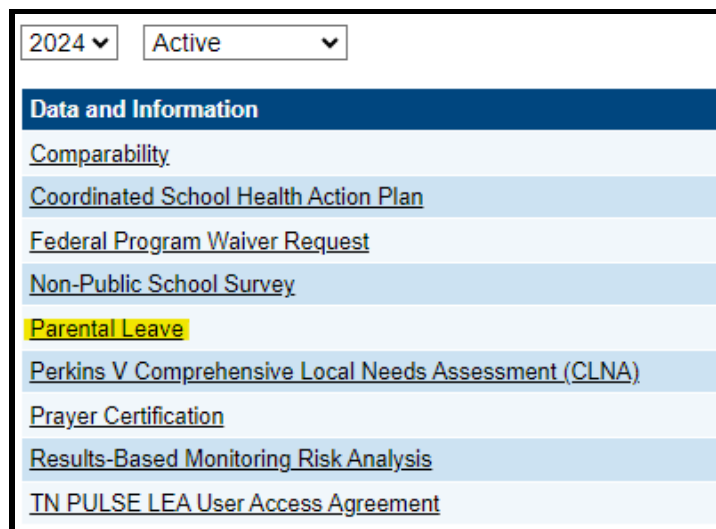 2024 Active
Data and Information
Comparability
Coordinated School Health Action Plan
Federal Program Waiver Request
Non-Public School Survey
Parental Leave
Perkins V Comprehensive Local Needs Assessment (CLNA)
Prayer Certification
Results-Based Monitoring Risk Analysis
TN PULSE LEA User Access Agreement